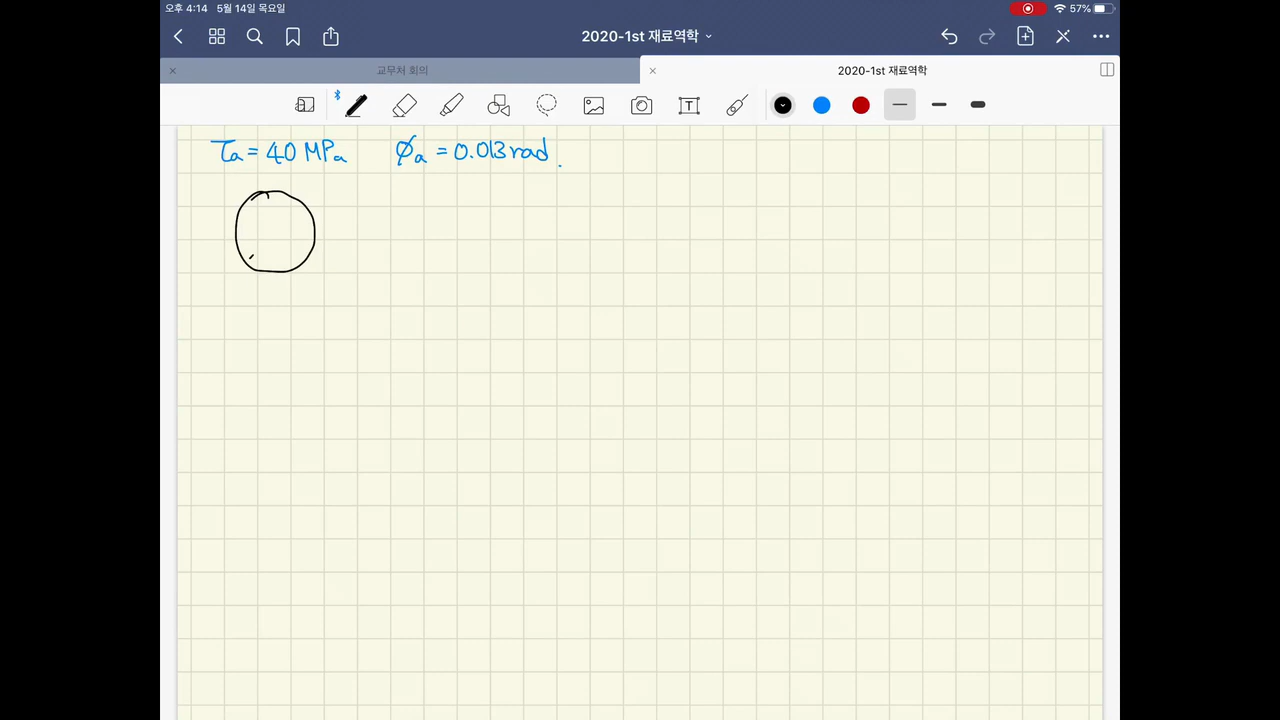 오후 4:14 5월 14일 목요일 57%
2020-1st 재료역학
교무처 회의 2020-1st 재료역학
τa = 40 MPa ϕa = 0.013 rad.